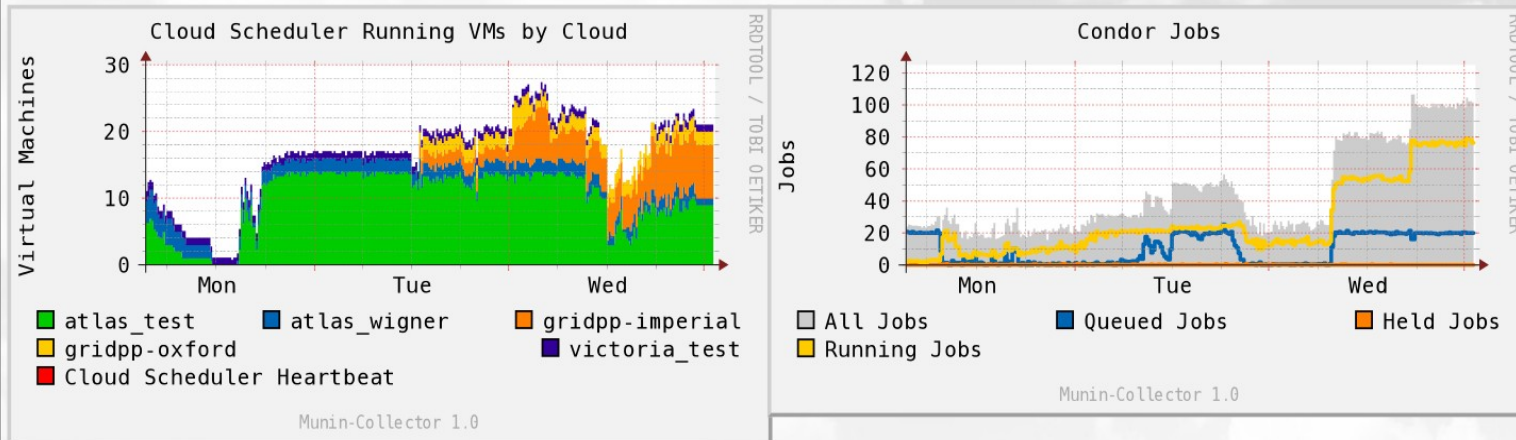 Cloud Scheduler Running VMs by Cloud
Virtual Machines
30
20
10
0
Mon Tue Wed
RRDTOOL / TOBI OETIKER
atlas_test atlas_wigner gridpp-imperial
gridpp-oxford victoria_test
Cloud Scheduler Heartbeat
Munin-Collector 1.0
Condor Jobs
Jobs
120
100
80
60
40
20
0
Mon Tue Wed
All Jobs Queued Jobs Held Jobs
Running Jobs
Munin-Collector 1.0